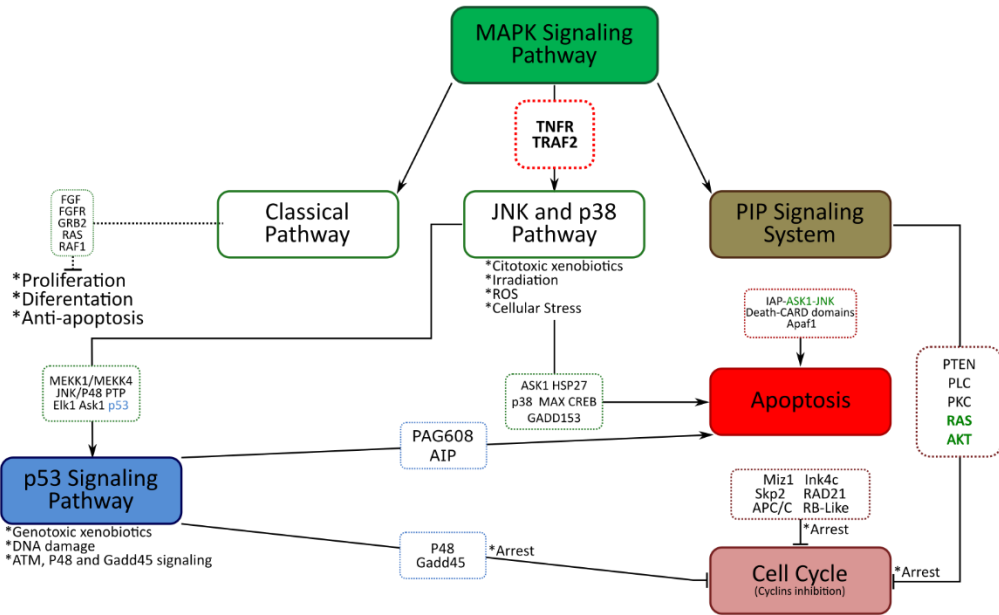 MAPK Signaling
Pathway
TNFR
TRAF2
FGF
FGFR
GRB2
RAS
RAF1
Classical
Pathway
JNK and p38
Pathway
PIP Signaling
System
*Proliferation
*Diferentation
*Anti-apoptosis
*Citotoxic xenobiotics
*Irradiation
*ROS
*Cellular Stress
IAP-ASK1-JNK
Death-CARD domains
Apaf1
MEKK1/MEKK4
JNK/P48 PTP
Elk1 Ask1 p53
ASK1 HSP27
p38 MAX CREB
GADD153
Apoptosis
PTEN
PLC
PKC
RAS
AKT
PAG608
AIP
p53 Signaling
Pathway
*Genotoxic xenobiotics
*DNA damage
*ATM, P48 and Gadd45 signaling
Miz1 Ink4c
Skp2 RAD21
APC/C RB-Like
*Arrest
P48
Gadd45
*Arrest
Cell Cycle
(Cyclins inhibition)
*Arrest